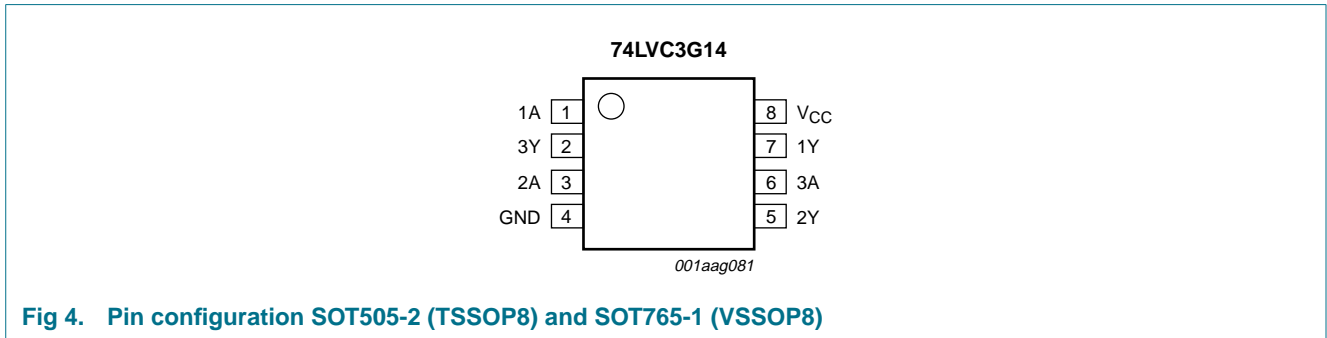 74LVC3G14
1A 1 8 VCC
3Y 2 7 1Y
2A 3 6 3A
GND 4 5 2Y
001aag081
Fig 4. Pin configuration SOT505-2 (TSSOP8) and SOT765-1 (VSSOP8)